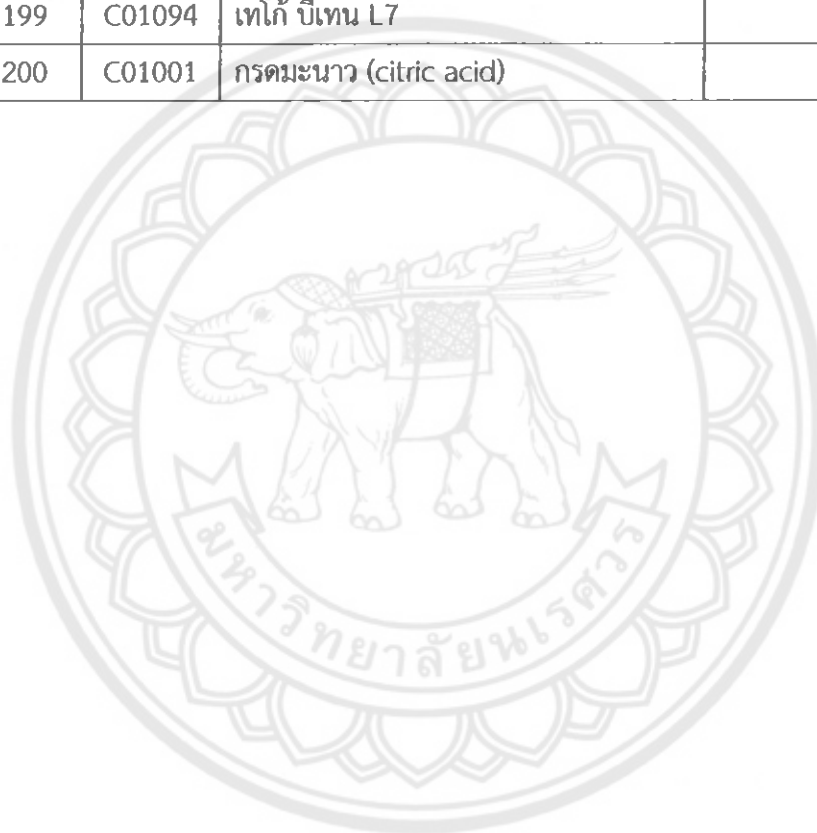 199 C01094 เทโก้ บีเทน L7
200 C01001 กรดมะนาว (citric acid)
มหาวิทยาลัยนเรศวร